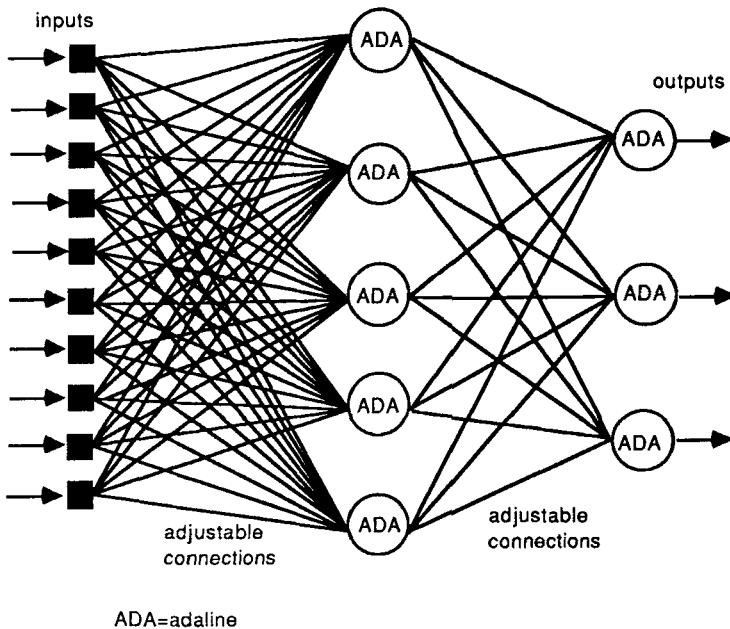 inputs
ADA
outputs
ADA
ADA
ADA
ADA
ADA
ADA
ADA
adjustable
connections
adjustable
connections
ADA=adaline